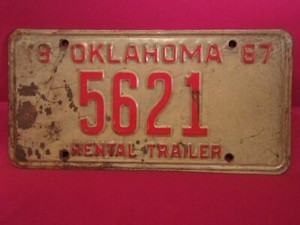 19 OKLAHOMA 67
5621
RENTAL TRAILER